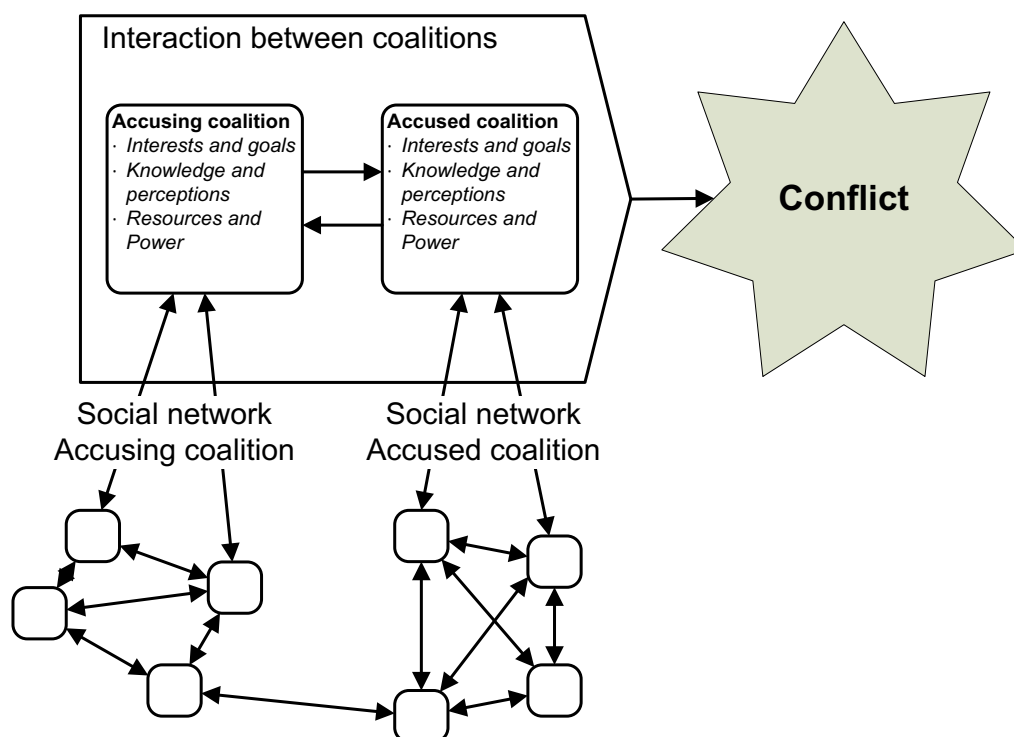 Interaction between coalitions
Accusing coalition
· Interests and goals
· Knowledge and
perceptions
· Resources and
Power
Accused coalition
· Interests and goals
· Knowledge and
perceptions
· Resources and
Power
Conflict
Social network
Accusing coalition
Social network
Accused coalition